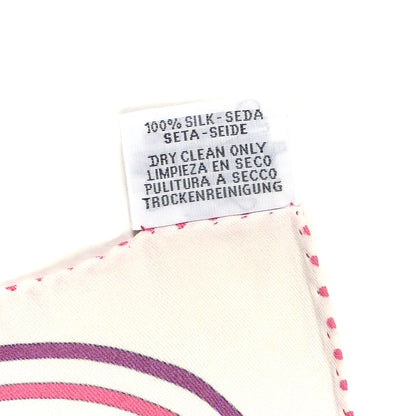 100% SILK - SEDA
SETA - SEIDE
DRY CLEAN ONLY
LIMPIEZA EN SECO
PULITURA A SECCO
TROCKENREINIGUNG